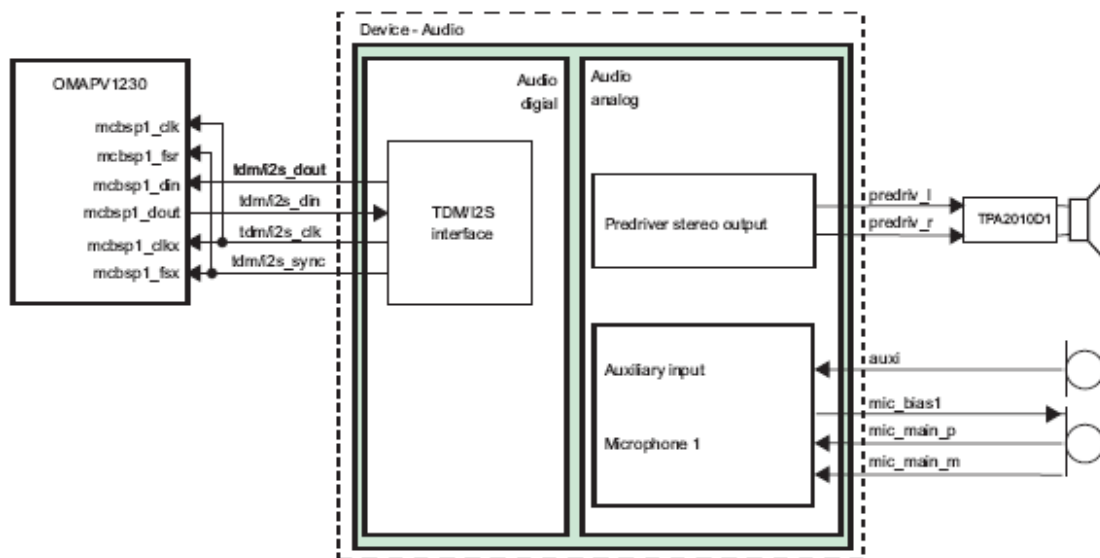 Device - Audio
OMAPV1230
mcbsp1_clk
mcbsp1_fsr
mcbsp1_din
mcbsp1_dout
mcbsp1_clkx
mcbsp1_fsx
tdm/i2s_dout
tdm/i2s_din
tdm/i2s_clk
tdm/i2s_sync
Audio
digial
TDM/I2S
interface
Audio
analog
Predriver stereo output
predriv_l
predriv_r
TPA2010D1
Auxiliary input
Microphone 1
auxi
mic_bias1
mic_main_p
mic_main_m